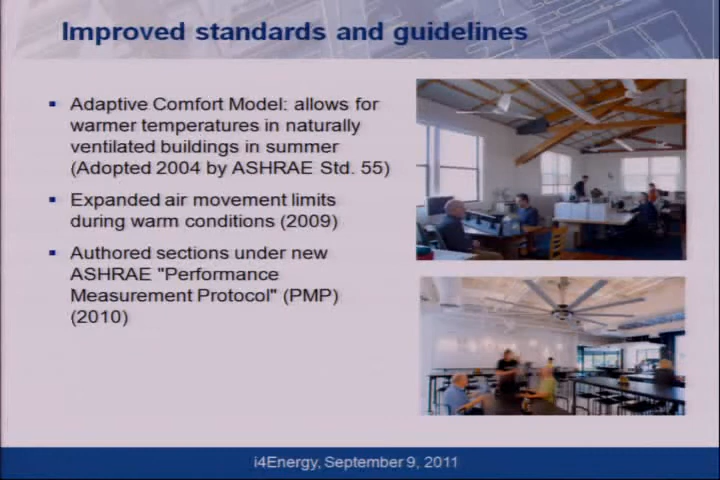 Improved standards and guidelines
▪ Adaptive Comfort Model: allows for
warmer temperatures in naturally
ventilated buildings in summer
(Adopted 2004 by ASHRAE Std. 55)
▪ Expanded air movement limits
during warm conditions (2009)
▪ Authored sections under new
ASHRAE "Performance
Measurement Protocol" (PMP)
(2010)
i4Energy, September 9, 2011